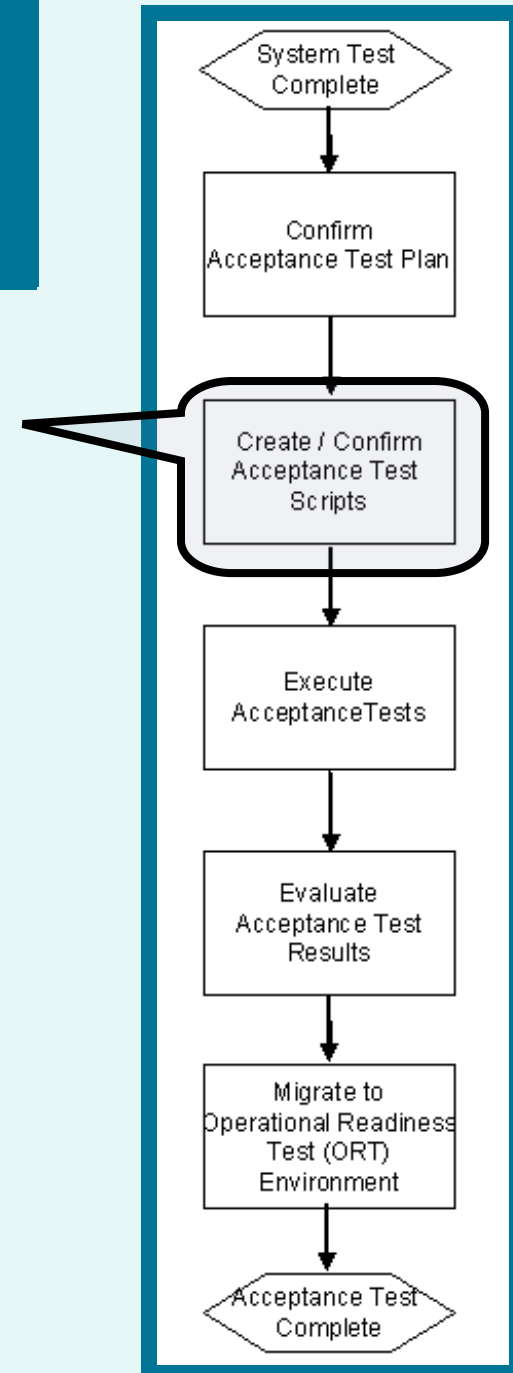 System Test
Complete
Confirm
Acceptance Test Plan
Create / Confirm
Acceptance Test
Scripts
Execute
AcceptanceTests
Evaluate
Acceptance Test
Results
Migrate to
Operational Readiness
Test (ORT)
Environment
Acceptance Test
Complete